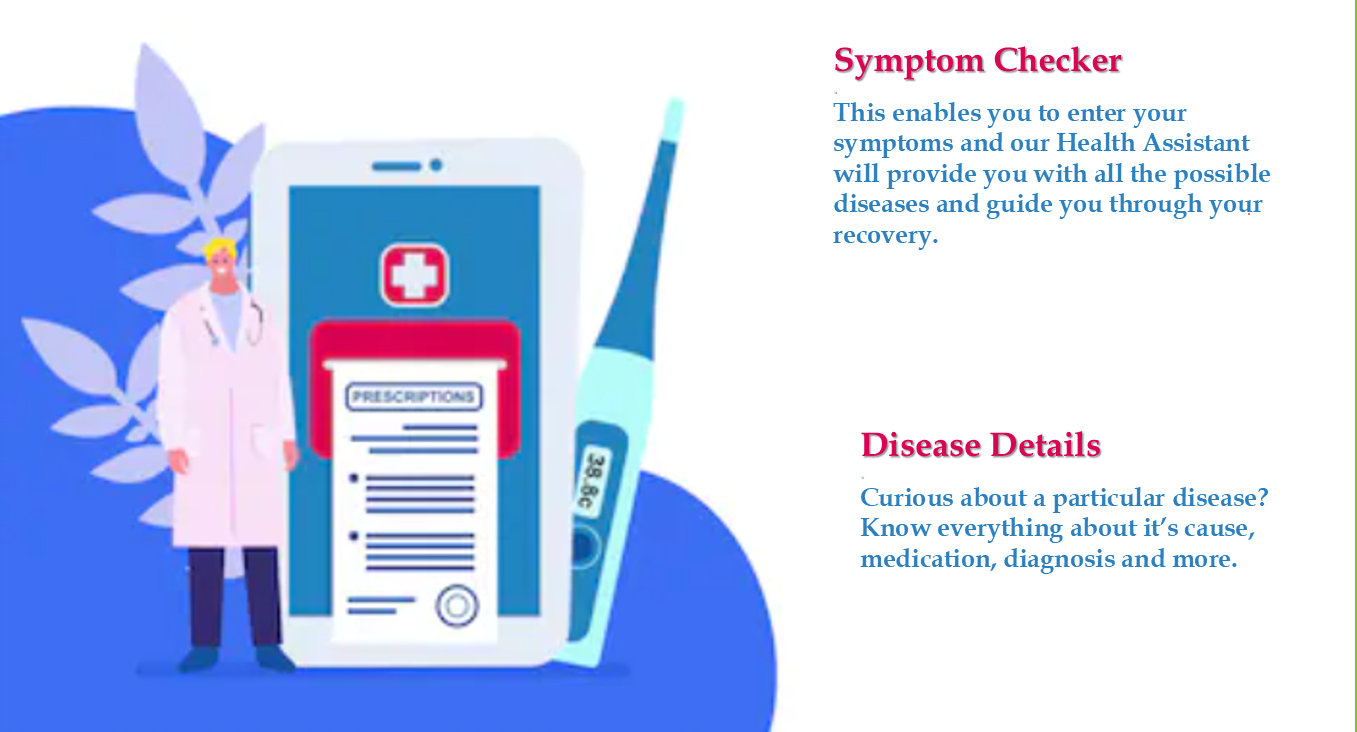 Symptom Checker
This enables you to enter your
symptoms and our Health Assistant
will provide you with all the possible
diseases and guide you through your
recovery.
PRESCRIPTIONS
38.8c
Disease Details
Curious about a particular disease?
Know everything about it’s cause,
medication, diagnosis and more.